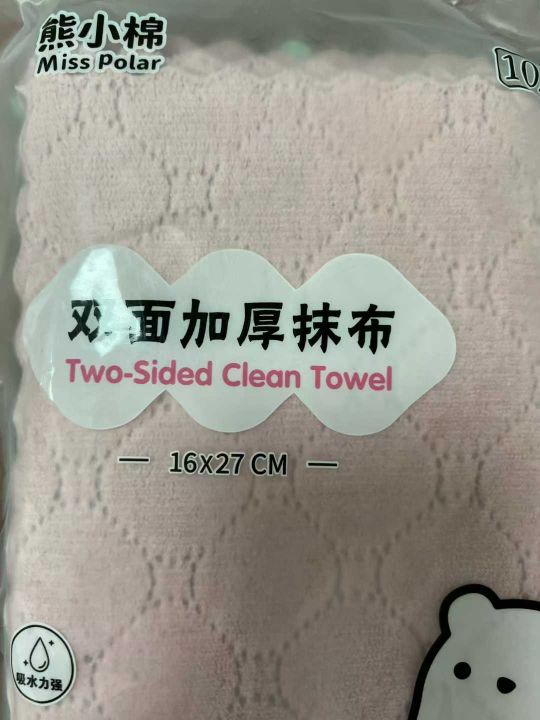 熊小棉
Miss Polar
10
双面加厚抹布
Two-Sided Clean Towel
16X27 CM
吸水力强